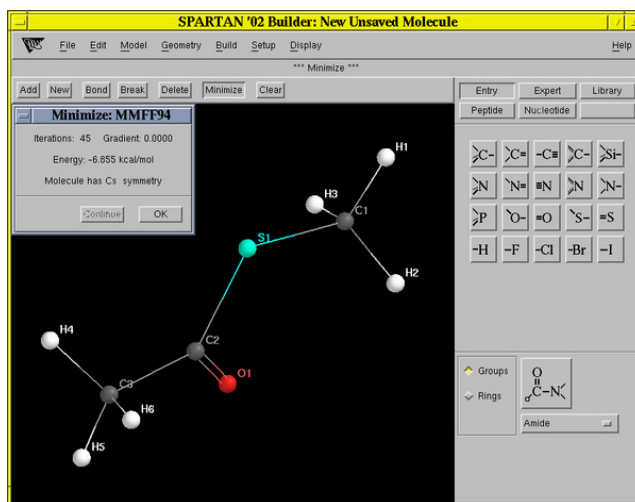 SPARTAN '02 Builder: New Unsaved Molecule
File Edit Model Geometry Build Setup Display Help
*** Minimize ***
Add New Bond Break Delete Minimize Clear
Entry Expert Library
Peptide Nucleotide
Minimize: MMFF94
Iterations: 45 Gradient: 0.0000
Energy: -6.855 kcal/mol
Molecule has Cs symmetry
Continue OK
H1
H3
C1
S1
H2
H4
C2
O1
C3
H6
H5
C- C= -C≡ C- Si-
N N= ≡N N N-
P O- =O S- =S
-H -F -Cl -Br -I
Groups
Rings
O
C-N
Amide